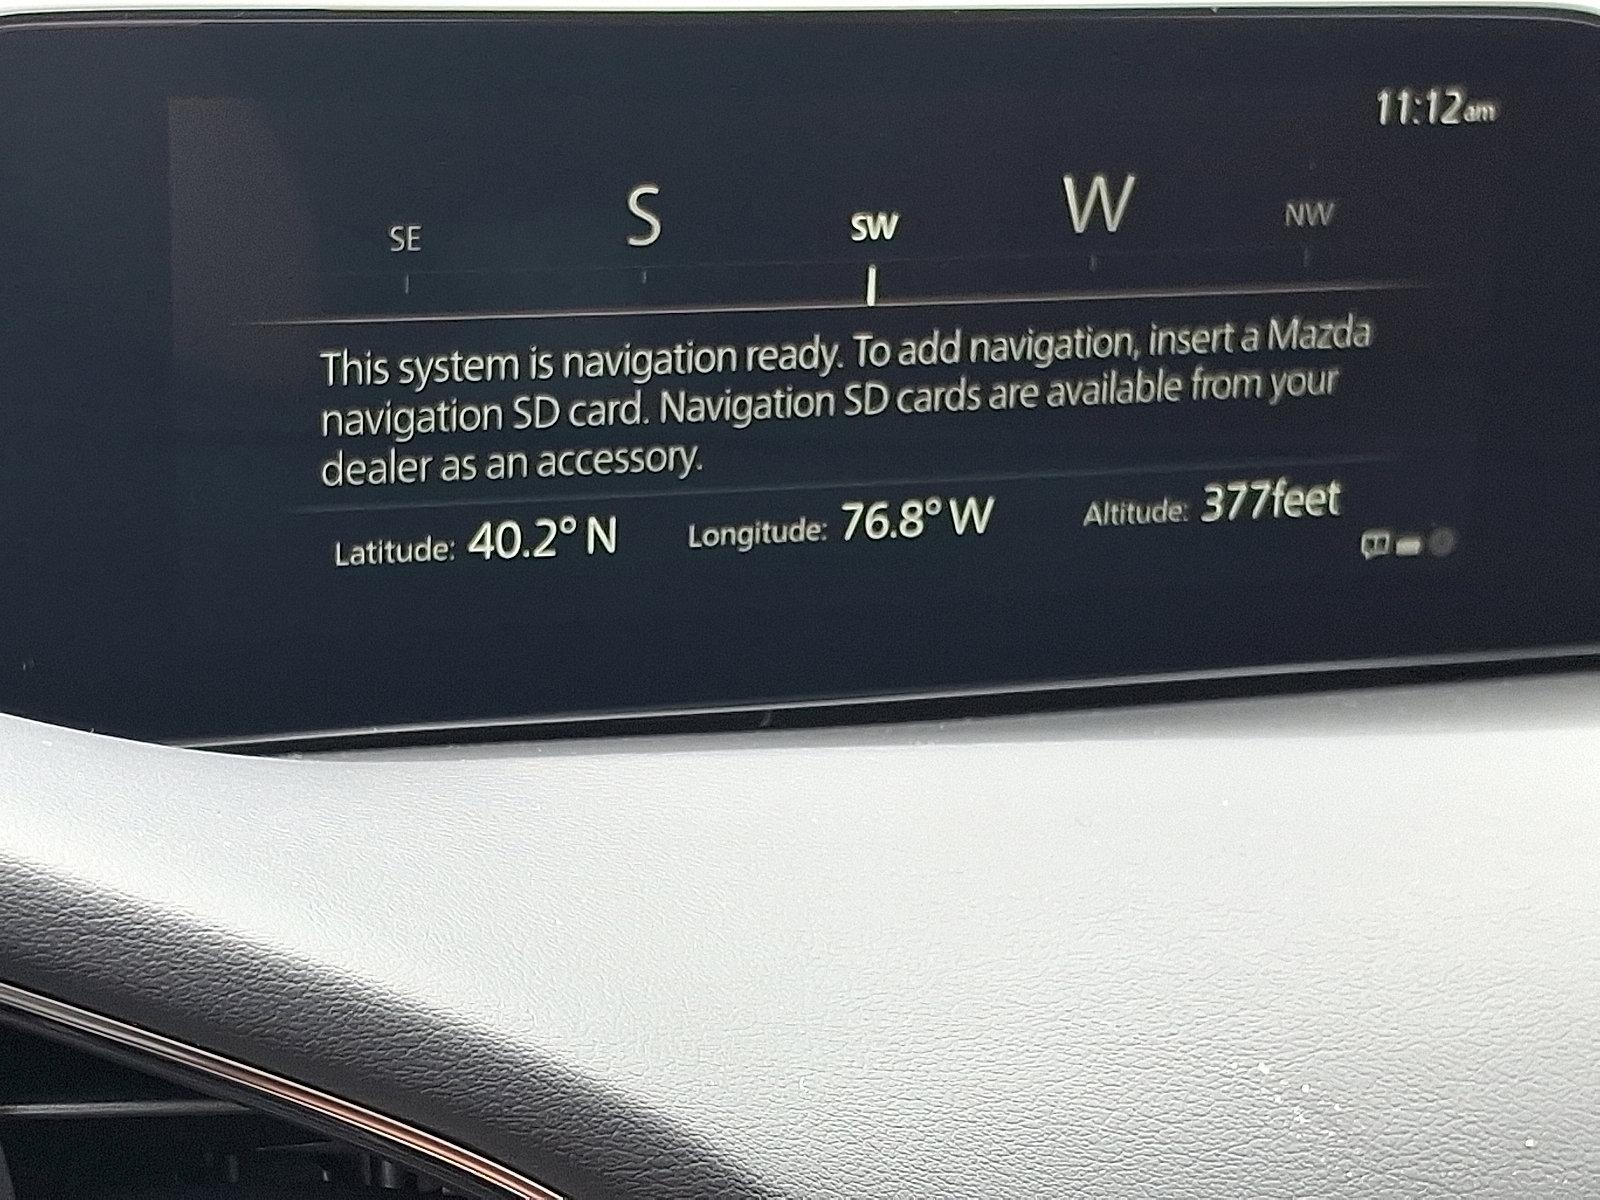 11:12am
SE S SW W NW
This system is navigation ready. To add navigation, insert a Mazda
navigation SD card. Navigation SD cards are available from your
dealer as an accessory.
Latitude: 40.2° N Longitude: 76.8° W Altitude: 377feet